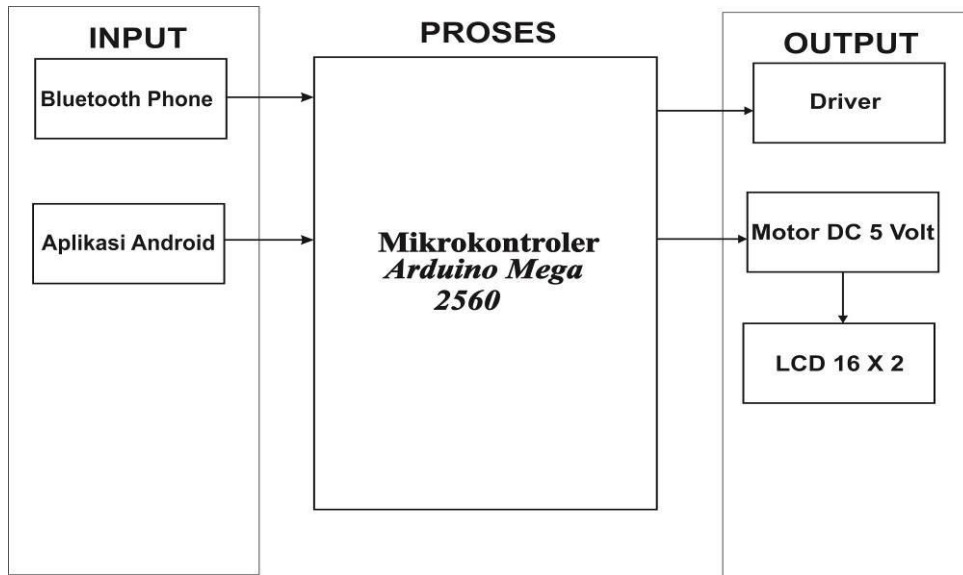 INPUT
Bluetooth Phone
Aplikasi Android
PROSES
Mikrokontroler
Arduino Mega
2560
OUTPUT
Driver
Motor DC 5 Volt
LCD 16 X 2